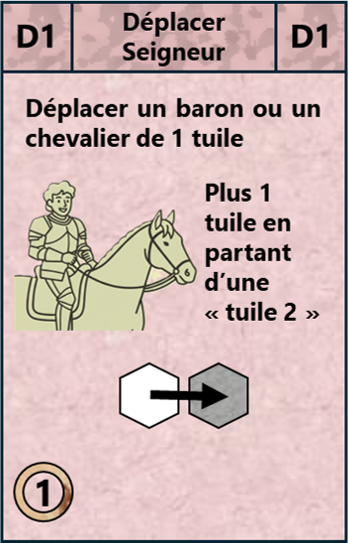 D1
Déplacer
Seigneur
D1
Déplacer un baron ou un
chevalier de 1 tuile
Plus 1
tuile en
partant
d’une
« tuile 2 »
6
1